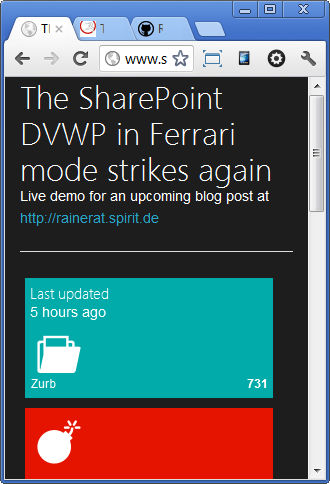 Tl
T
F
www.s
The SharePoint
DVWP in Ferrari
mode strikes again
Live demo for an upcoming blog post at
http://rainerat.spirit.de
Last updated
5 hours ago
Zurb 731